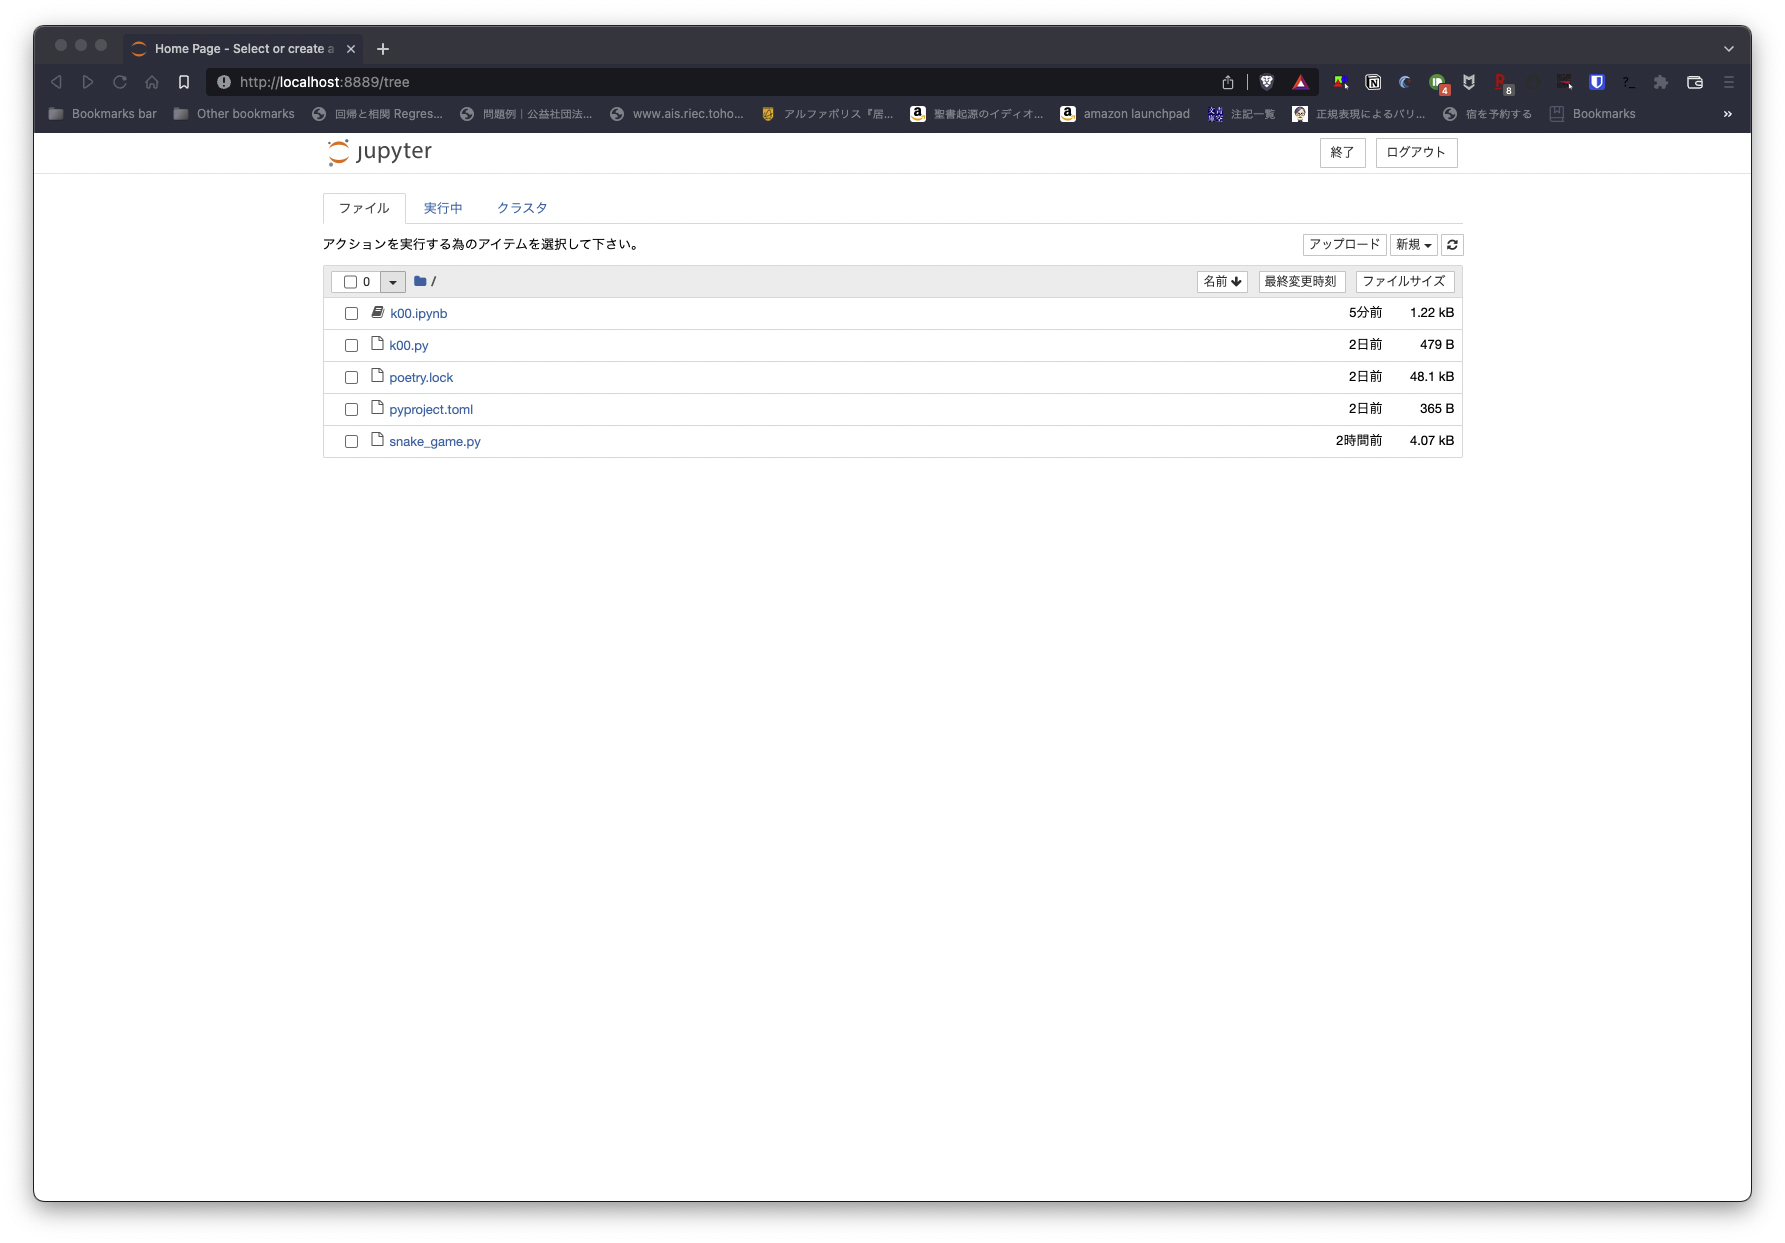 Home Page - Select or create a
http://localhost:8889/tree
4
8
Bookmarks bar
Other bookmarks
回帰と相関 Regres...
問題例｜公益社団法...
www.ais.riec.toho...
アルファポリス『居...
聖書起源のイディオ...
amazon launchpad
注記一覧
正規表現によるバリ...
宿を予約する
Bookmarks
»
jupyter
終了
ログアウト
ファイル
実行中
クラスタ
アクションを実行する為のアイテムを選択して下さい。
アップロード
新規
0
/
名前
最終変更時刻
ファイルサイズ
k00.ipynb 5分前 1.22 kB
k00.py 2日前 479 B
poetry.lock 2日前 48.1 kB
pyproject.toml 2日前 365 B
snake_game.py 2時間前 4.07 kB